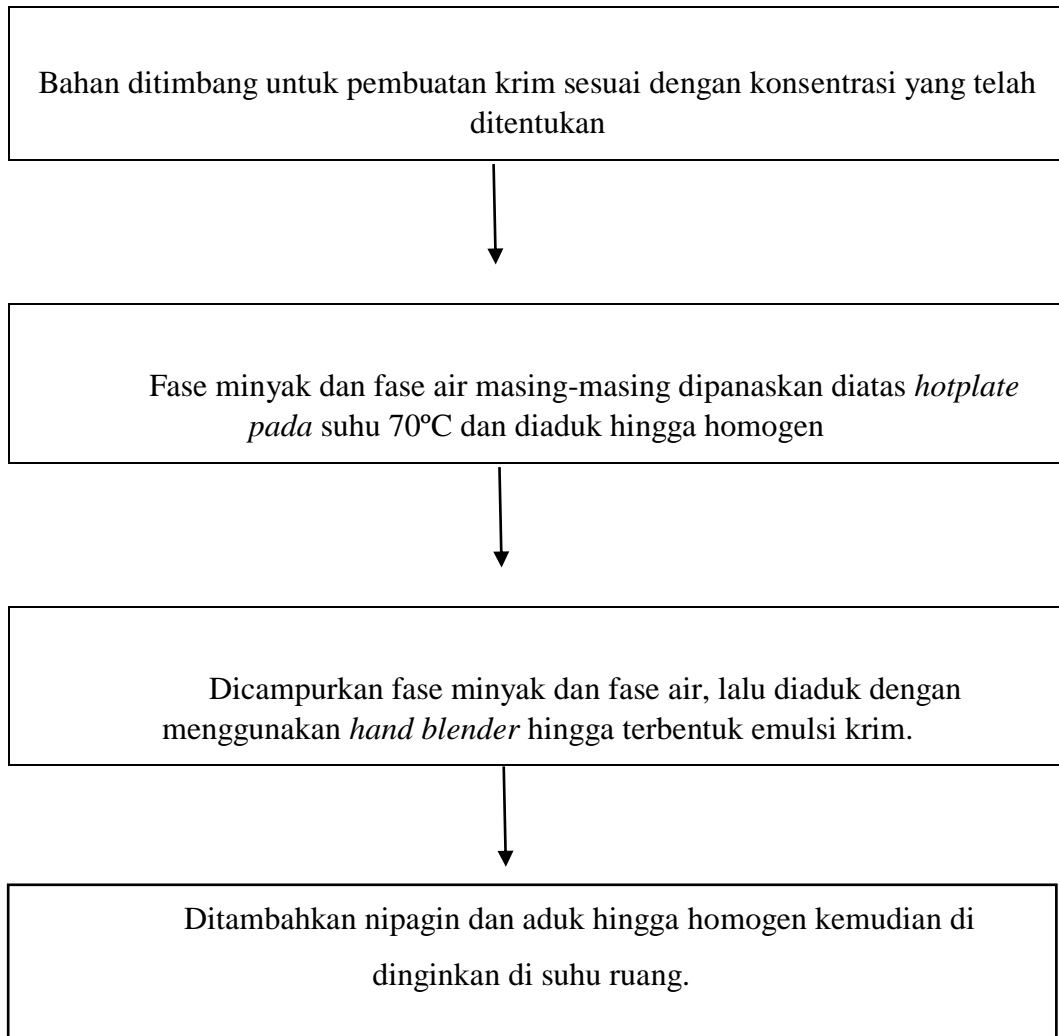 Bahan ditimbang untuk pembuatan krim sesuai dengan konsentrasi yang telah
ditentukan
Fase minyak dan fase air masing-masing dipanaskan diatas hotplate
pada suhu 70ºC dan diaduk hingga homogen
Dicampurkan fase minyak dan fase air, lalu diaduk dengan
menggunakan hand blender hingga terbentuk emulsi krim.
Ditambahkan nipagin dan aduk hingga homogen kemudian di
dinginkan di suhu ruang.